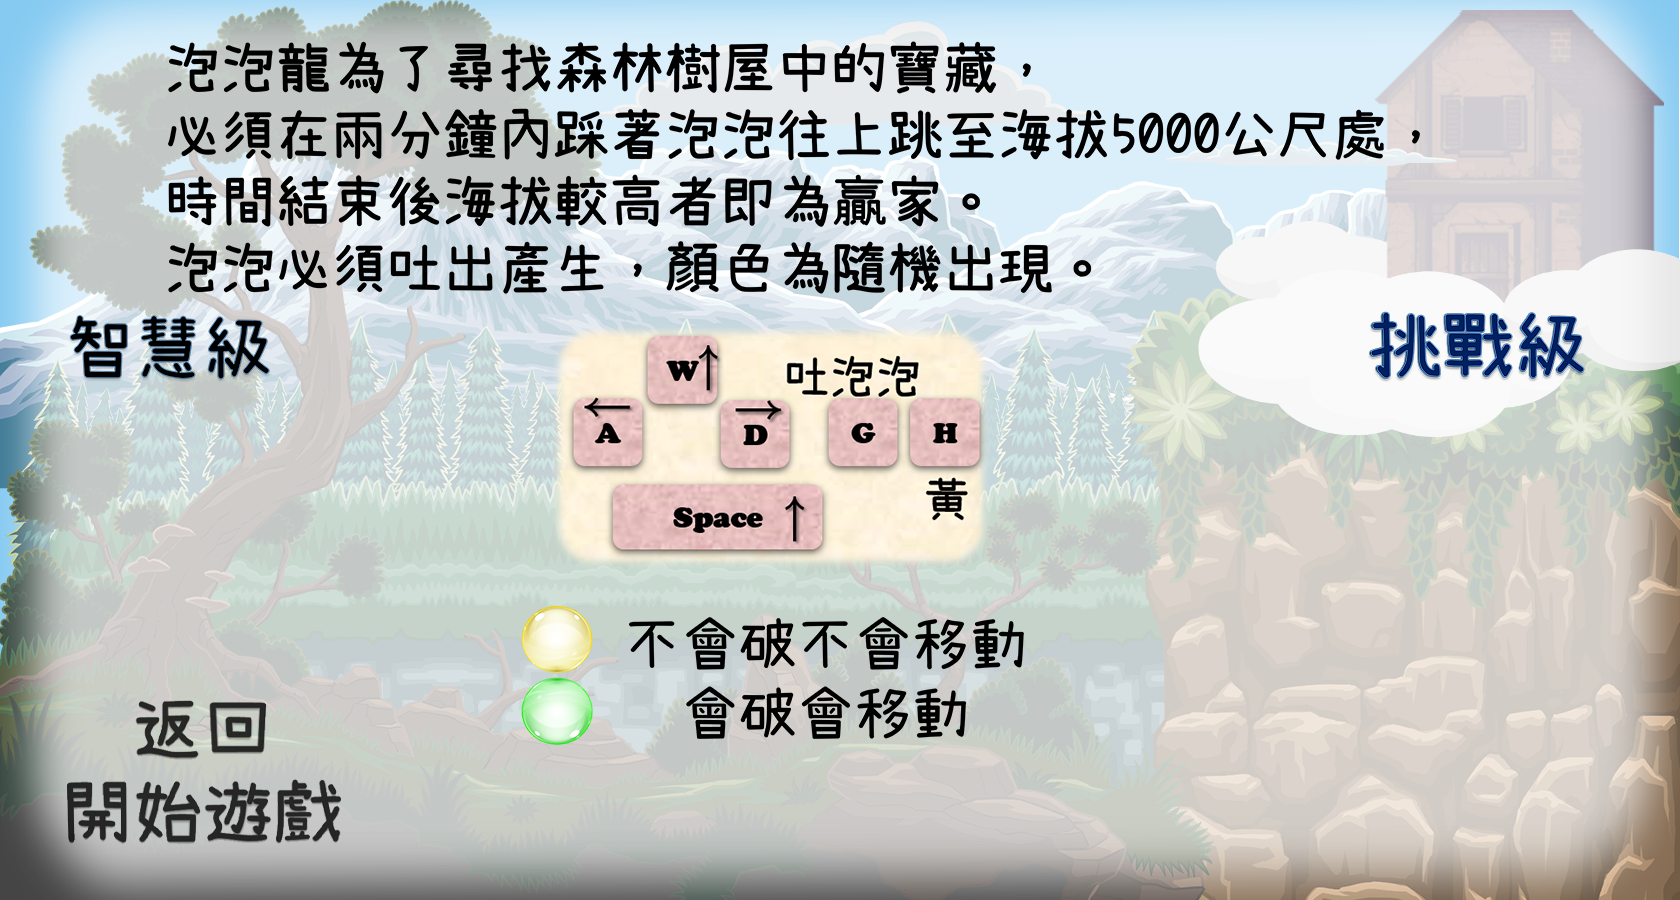 泡泡龍為了尋找森林樹屋中的寶藏，
必須在兩分鐘內踩著泡泡往上跳至海拔5000公尺處，
時間結束後海拔較高者即為贏家。
泡泡必須吐出產生，顏色為隨機出現。
智慧級
挑戰級
W↑
吐泡泡
← A
→ D
G
H
黃
Space ↑
不會破不會移動
會破會移動
返回
開始遊戲